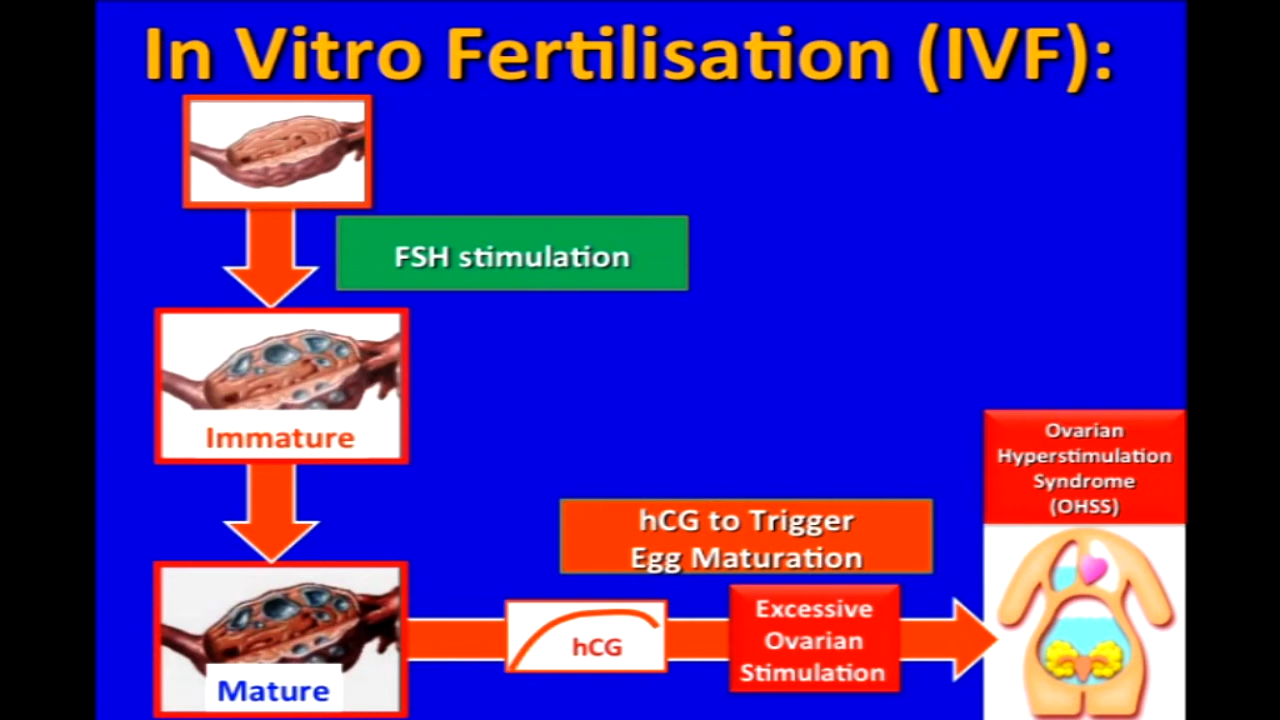 In Vitro Fertilisation (IVF):
FSH stimulation
Immature
Ovarian
Hyperstimulation
Syndrome
(OHSS)
hCG to Trigger
Egg Maturation
Mature
hCG
Excessive
Ovarian
Stimulation